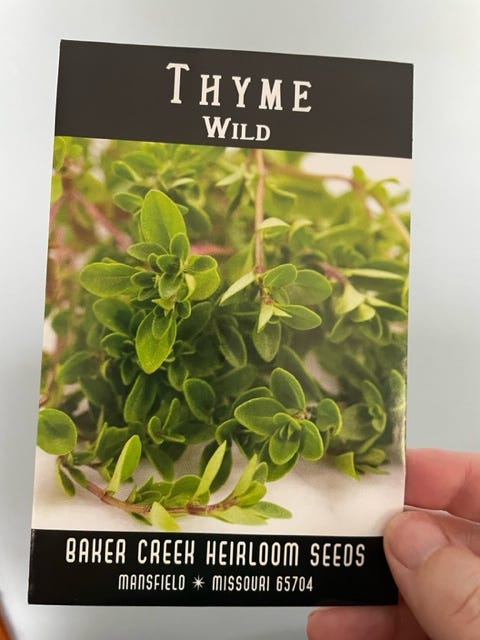 THYME
WILD
BAKER CREEK HEIRLOOM SEEDS
MANSFIELD ✴ MISSOURI 65704